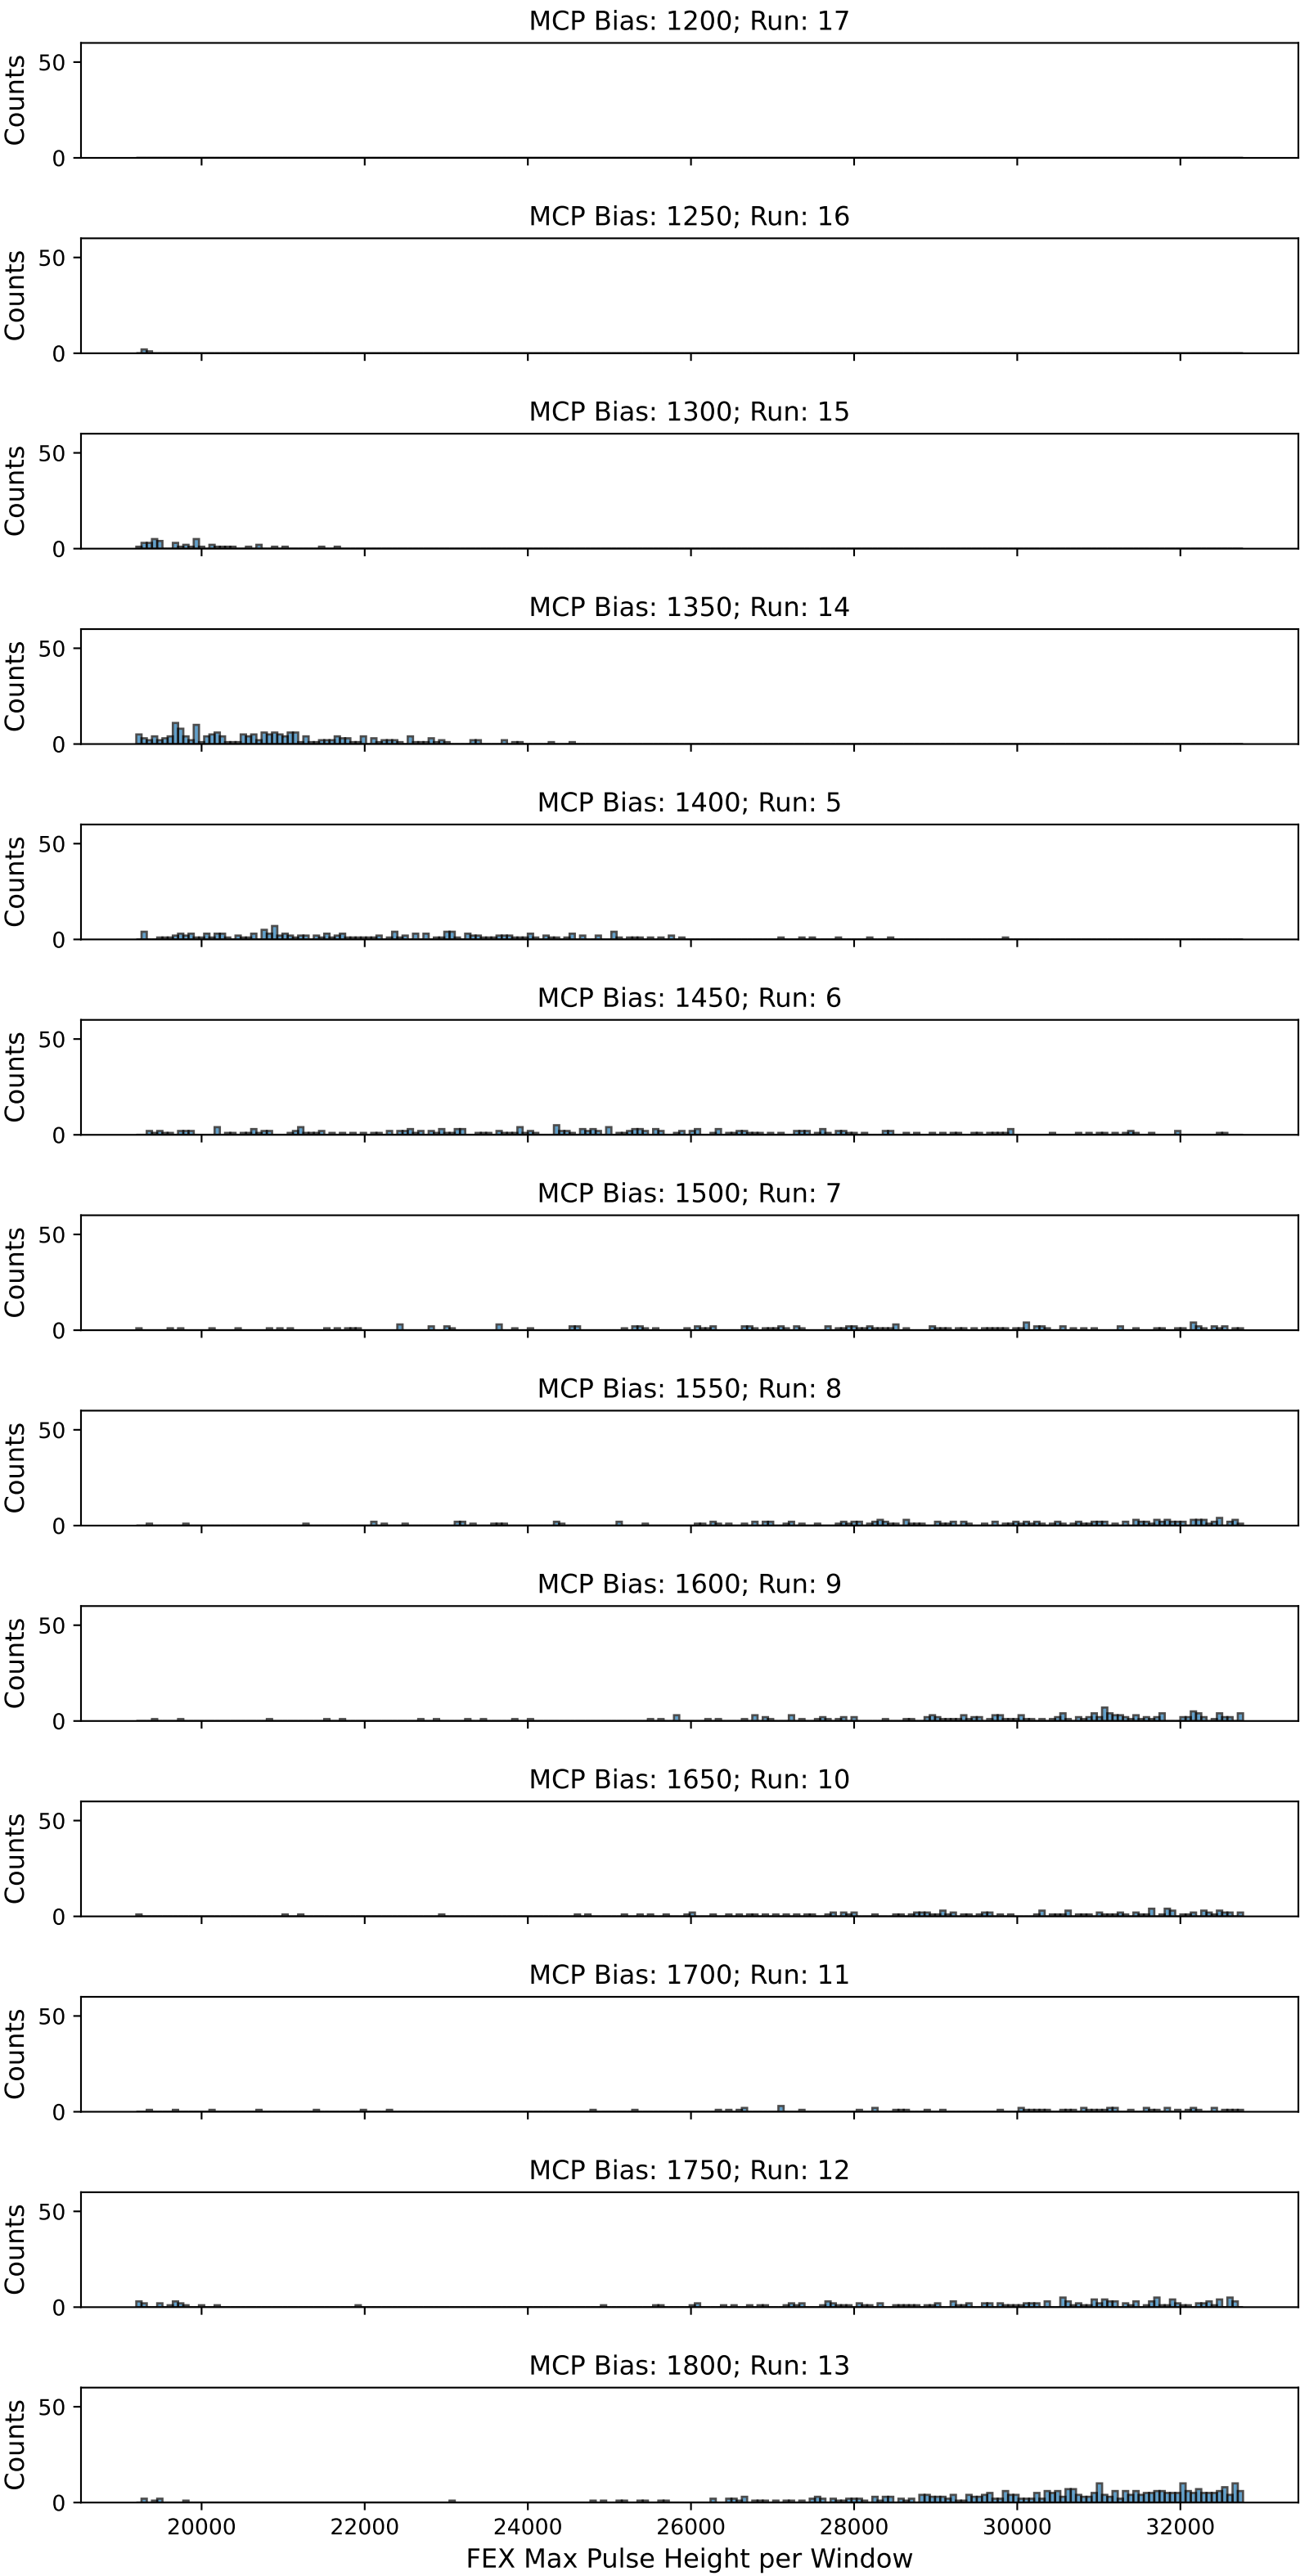 MCP Bias: 1200; Run: 17
50
Counts
0
MCP Bias: 1250; Run: 16
50
Counts
0
MCP Bias: 1300; Run: 15
50
Counts
0
MCP Bias: 1350; Run: 14
50
Counts
0
MCP Bias: 1400; Run: 5
50
Counts
0
MCP Bias: 1450; Run: 6
50
Counts
0
MCP Bias: 1500; Run: 7
50
Counts
0
MCP Bias: 1550; Run: 8
50
Counts
0
MCP Bias: 1600; Run: 9
50
Counts
0
MCP Bias: 1650; Run: 10
50
Counts
0
MCP Bias: 1700; Run: 11
50
Counts
0
MCP Bias: 1750; Run: 12
50
Counts
0
MCP Bias: 1800; Run: 13
50
Counts
0
20000 22000 24000 26000 28000 30000 32000
FEX Max Pulse Height per Window